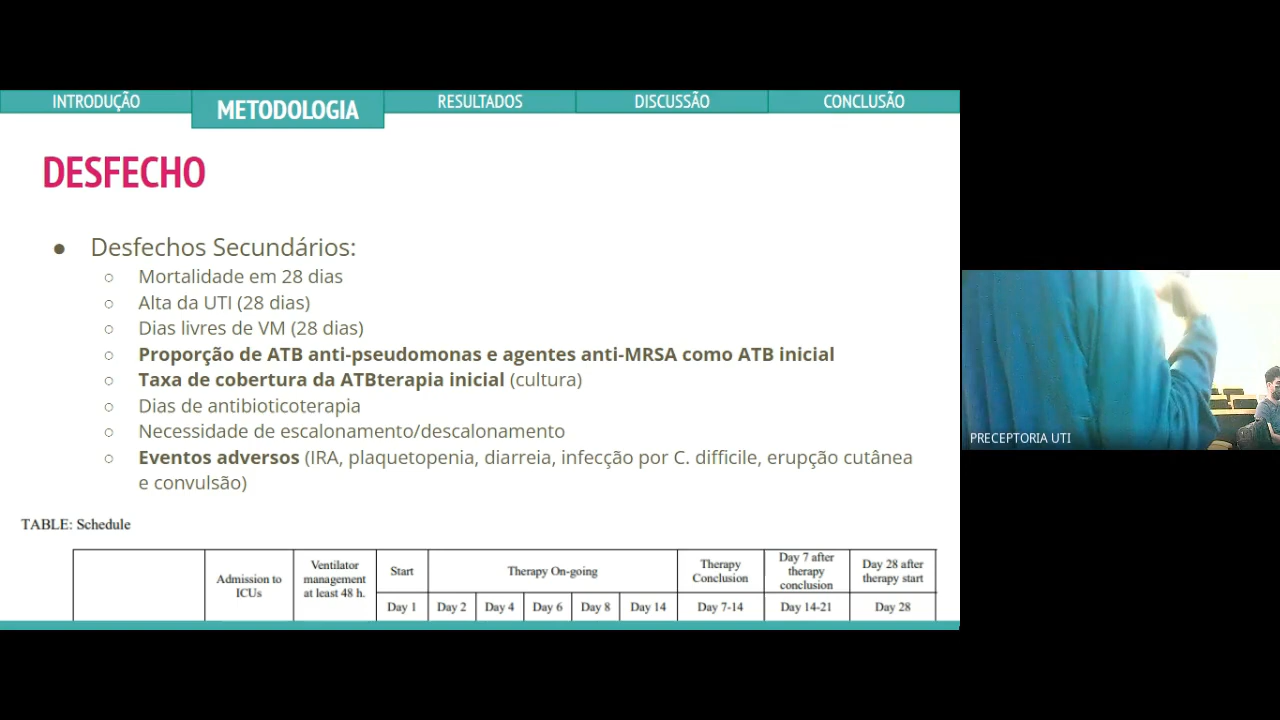 INTRODUÇÃO METODOLOGIA RESULTADOS DISCUSSÃO CONCLUSÃO
DESFECHO
● Desfechos Secundários:
○ Mortalidade em 28 dias
○ Alta da UTI (28 dias)
○ Dias livres de VM (28 dias)
○ Proporção de ATB anti-pseudomonas e agentes anti-MRSA como ATB inicial
○ Taxa de cobertura da ATBterapia inicial (cultura)
○ Dias de antibioticoterapia
○ Necessidade de escalonamento/descalonamento
○ Eventos adversos (IRA, plaquetopenia, diarreia, infecção por C. difficile, erupção cutânea
e convulsão)
PRECEPTORIA UTI
TABLE: Schedule
Admission to
ICUs
Ventilator
management
at least 48 h.
Start
Therapy On-going
Therapy
Conclusion
Day 7 after
therapy
conclusion
Day 28 after
therapy start
Day 1 Day 2 Day 4 Day 6 Day 8 Day 14 Day 7-14 Day 14-21 Day 28